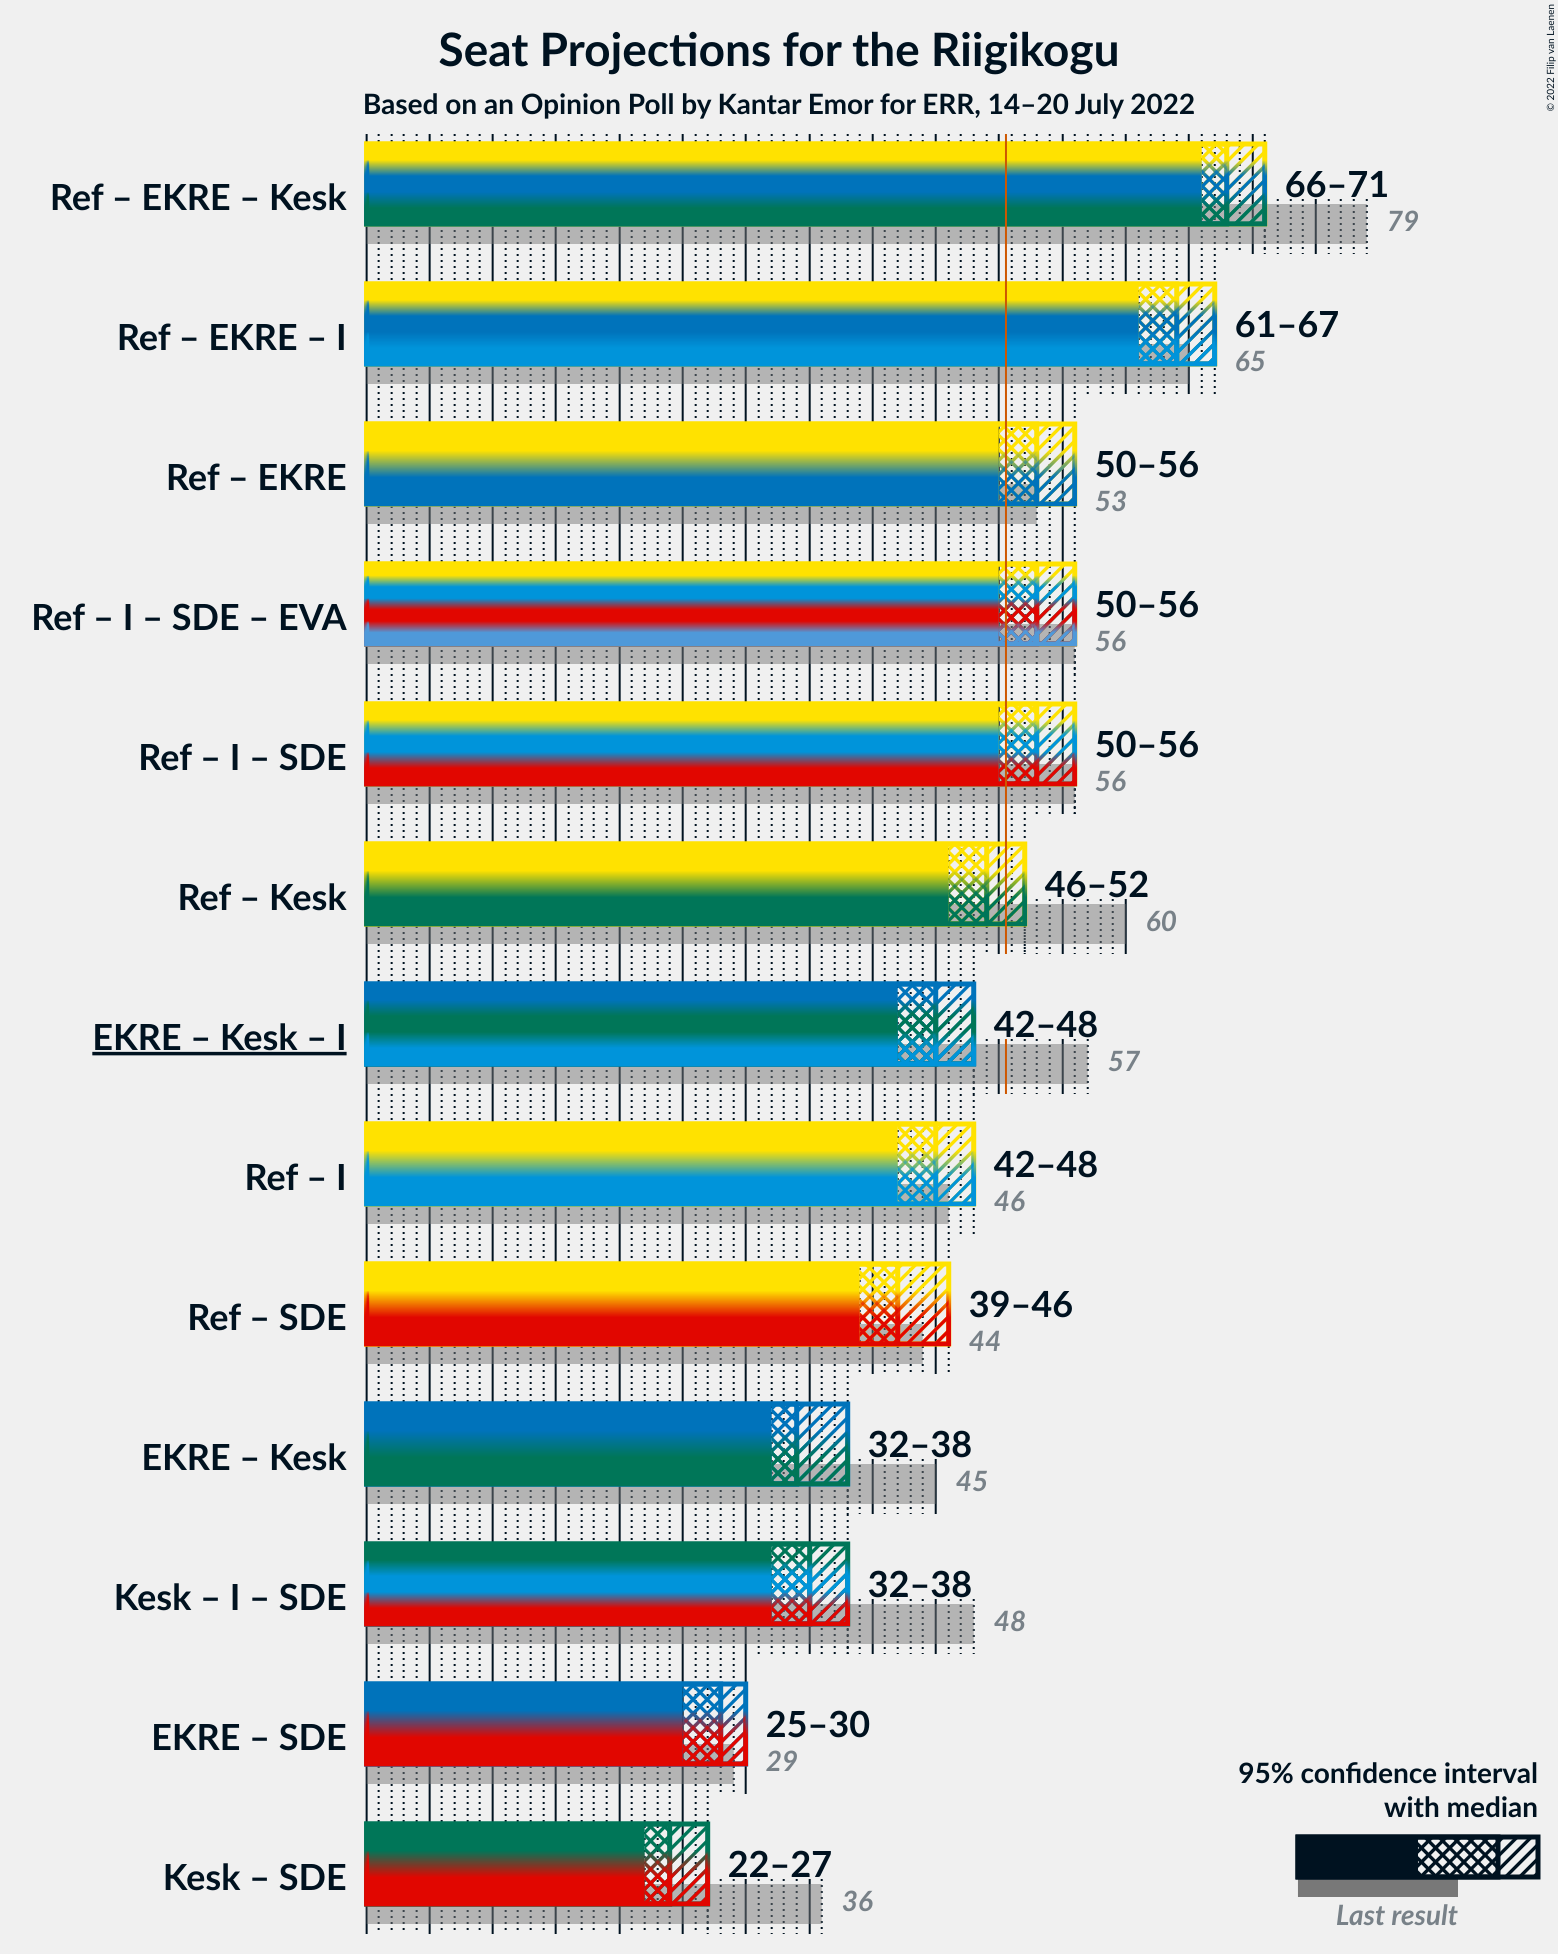 Seat Projections for the Riigikogu
Based on an Opinion Poll by Kantar Emor for ERR, 14–20 July 2022
© 2022 Filip van Laenen
Ref – EKRE – Kesk
66–71
79
Ref – EKRE – I
61–67
65
Ref – EKRE
50–56
53
Ref – I – SDE – EVA
50–56
56
Ref – I – SDE
50–56
56
Ref – Kesk
46–52
60
EKRE – Kesk – I
42–48
57
Ref – I
42–48
46
Ref – SDE
39–46
44
EKRE – Kesk
32–38
45
Kesk – I – SDE
32–38
48
EKRE – SDE
25–30
29
Kesk – SDE
22–27
36
95% confidence interval
with median
Last result